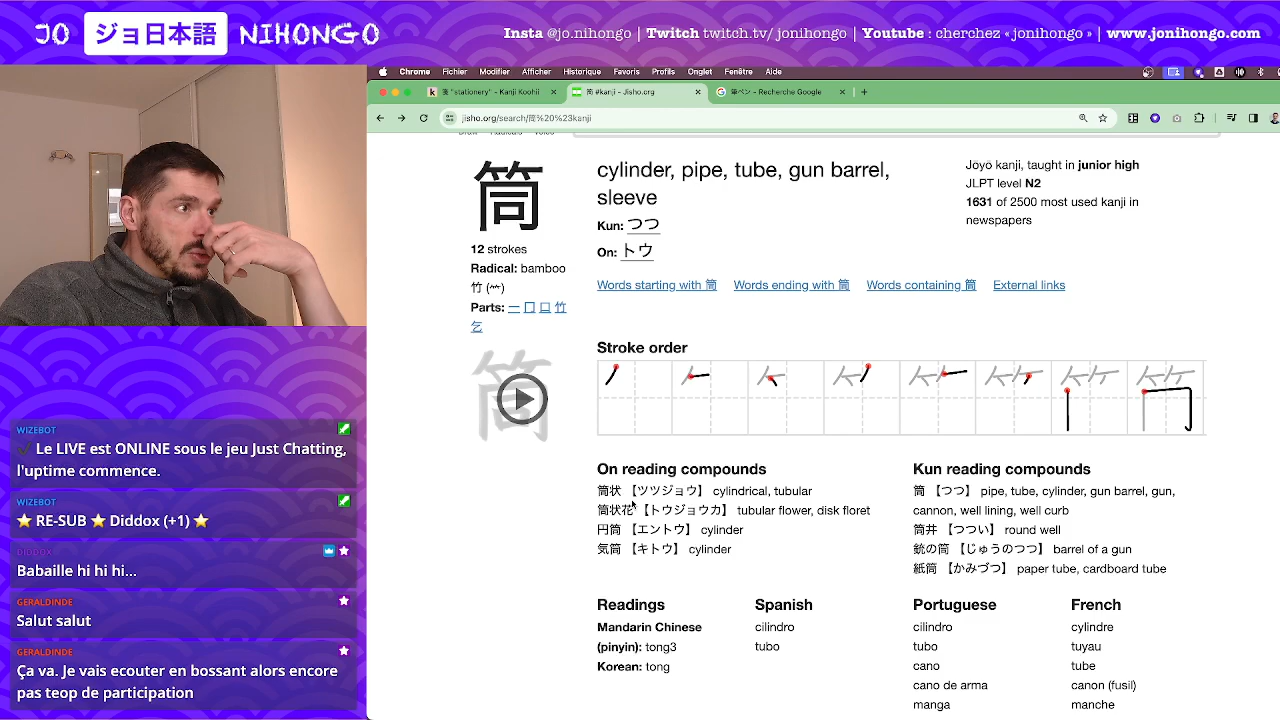 JO ジョ日本語 NIHONGO
Insta @jo.nihongo | Twitch twitch.tv/ jonihongo | Youtube : cherchez « jonihongo » | www.jonihongo.com
Chrome Fichier Modifier Afficher Historique Favoris Profils Onglet Fenêtre Aide
"stationery" - Kanji Koohii
筒 #kanji - Jisho.org
筆ペン - Recherche Google
jisho.org/search/筒%20%23kanji
筒
12 strokes
Radical: bamboo
竹 (⺮)
Parts: 一 冂 口 竹
乞
cylinder, pipe, tube, gun barrel,
sleeve
Kun: つつ
On: トウ
Joyo kanji, taught in junior high
JLPT level N2
1631 of 2500 most used kanji in
newspapers
Words starting with 筒 Words ending with 筒 Words containing 筒 External links
Stroke order
筒
On reading compounds
筒状 【ツツジョウ】 cylindrical, tubular
筒状花 【トウジョウカ】 tubular flower, disk floret
円筒 【エントウ】 cylinder
気筒 【キトウ】 cylinder
Kun reading compounds
筒 【つつ】 pipe, tube, cylinder, gun barrel, gun,
cannon, well lining, well curb
筒井 【つつい】 round well
銃の筒 【じゅうのつつ】 barrel of a gun
紙筒 【かみづつ】 paper tube, cardboard tube
Readings
Mandarin Chinese
(pinyin): tong3
Korean: tong
Spanish
cilindro
tubo
Portuguese
cilindro
tubo
cano
cano de arma
manga
French
cylindre
tuyau
tube
canon (fusil)
manche
WIZEBOT
✔ Le LIVE est ONLINE sous le jeu Just Chatting,
l'uptime commence.
WIZEBOT
⭐ RE-SUB ⭐ Diddox (+1) ⭐
DIDDOX
Babaille hi hi hi...
GERALDINDE
Salut salut
GERALDINDE
Ça va. Je vais ecouter en bossant alors encore
pas teop de participation